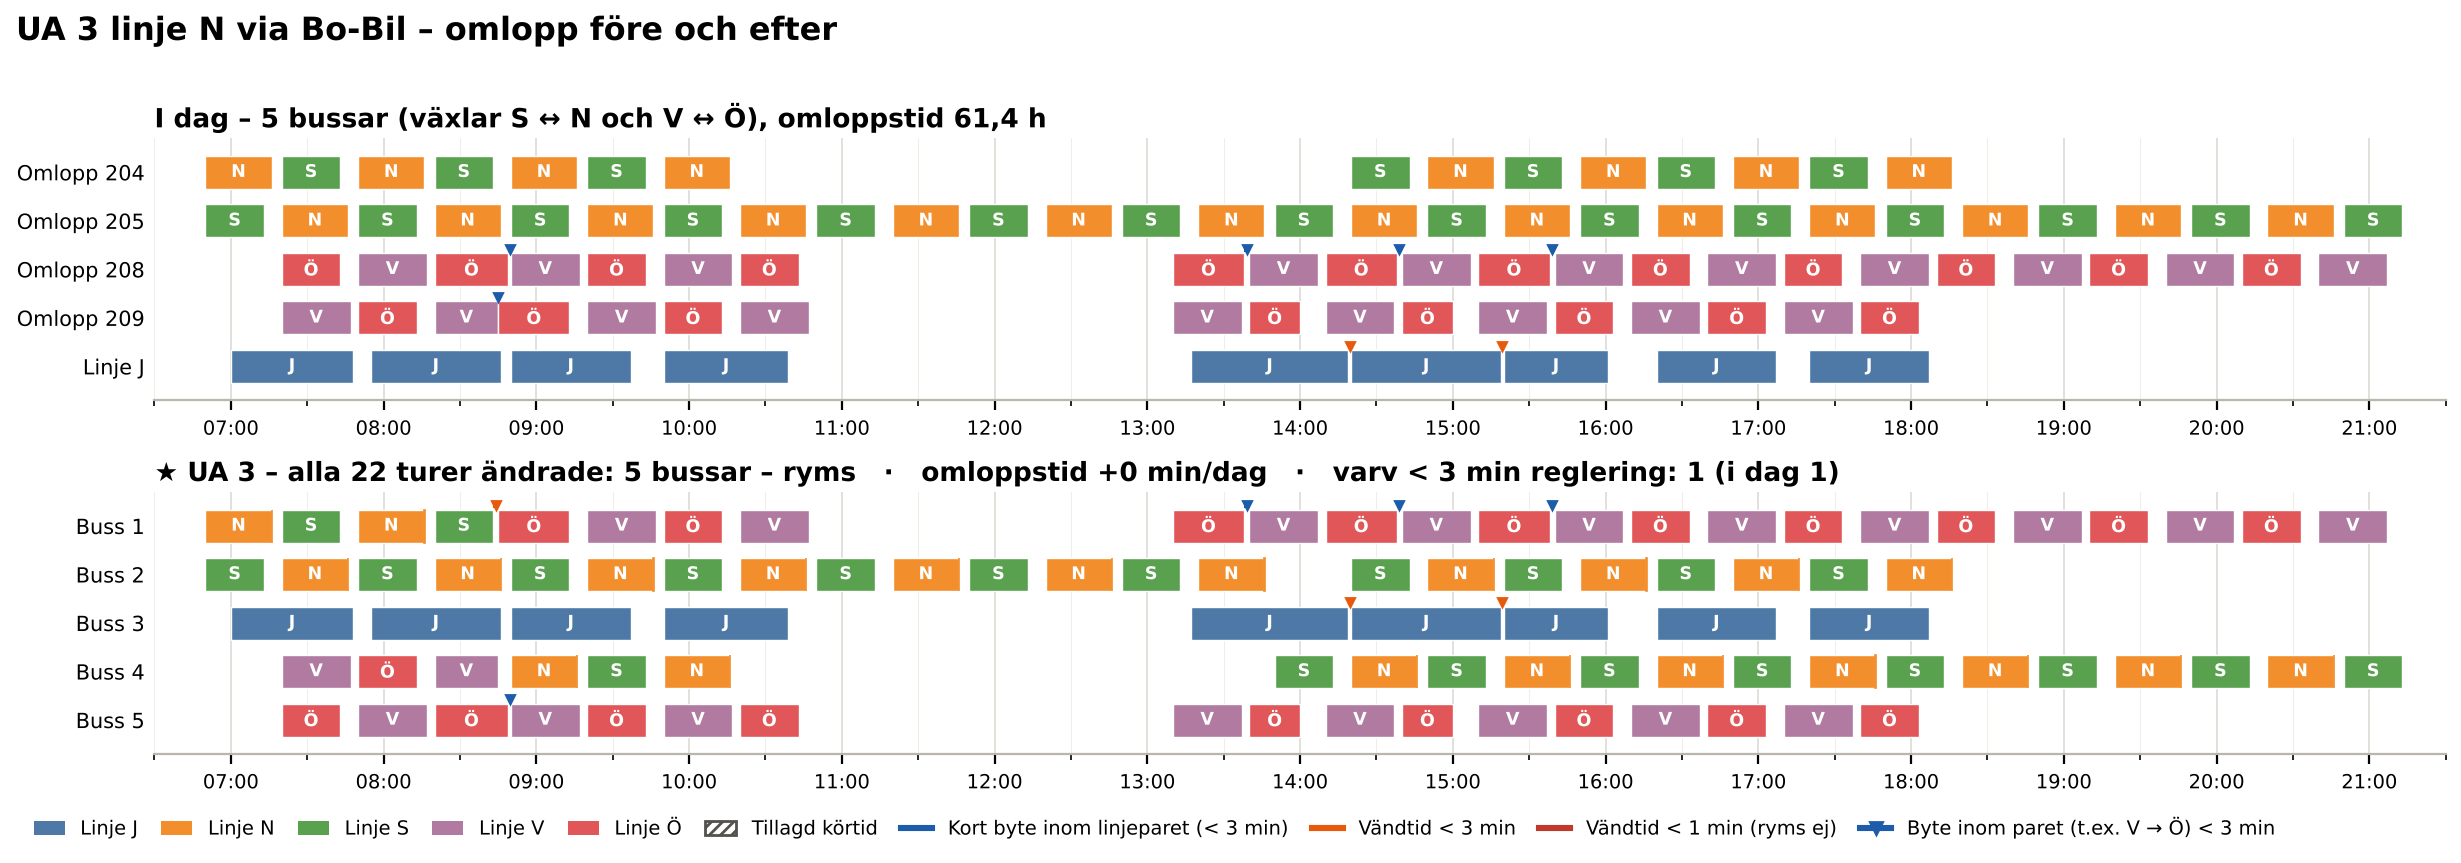 UA 3 linje N via Bo-Bil – omlopp före och efter
I dag – 5 bussar (växlar S ↔ N och V ↔ Ö), omloppstid 61,4 h
Omlopp 204 N S N S N S N S N S N S N S N
Omlopp 205 S N S N S N S N S N S N S N S N S N S N S N S N S N S N S
Omlopp 208 Ö V Ö V Ö V Ö Ö V Ö V Ö V Ö V Ö V Ö V Ö V Ö V
Omlopp 209 V Ö V Ö V Ö V V Ö V Ö V Ö V Ö V Ö
Linje J J J J J J J J J J
07:00 08:00 09:00 10:00 11:00 12:00 13:00 14:00 15:00 16:00 17:00 18:00 19:00 20:00 21:00
★ UA 3 – alla 22 turer ändrade: 5 bussar – ryms · omloppstid +0 min/dag · varv < 3 min reglering: 1 (i dag 1)
Buss 1 N S N S Ö V Ö V Ö V Ö V Ö V Ö V Ö V Ö V Ö V Ö V
Buss 2 S N S N S N S N S N S N S N S N S N S N S N
Buss 3 J J J J J J J J J
Buss 4 V Ö V N S N S N S N S N S N S N S N S N S
Buss 5 Ö V Ö V Ö V Ö V Ö V Ö V Ö V Ö V Ö
07:00 08:00 09:00 10:00 11:00 12:00 13:00 14:00 15:00 16:00 17:00 18:00 19:00 20:00 21:00
Linje J Linje N Linje S Linje V Linje Ö Tillagd körtid Kort byte inom linjeparet (< 3 min) Vändtid < 3 min Vändtid < 1 min (ryms ej) Byte inom paret (t.ex. V → Ö) < 3 min